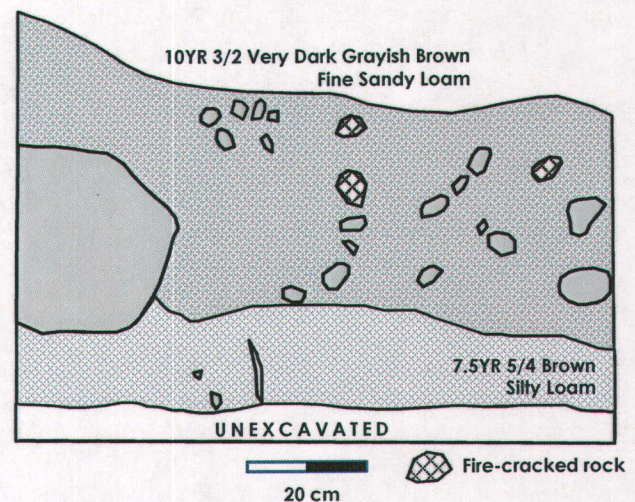 10YR 3/2 Very Dark Grayish Brown
Fine Sandy Loam
7.5YR 5/4 Brown
Silty Loam
UNEXCAVATED
Fire-cracked rock
20 cm